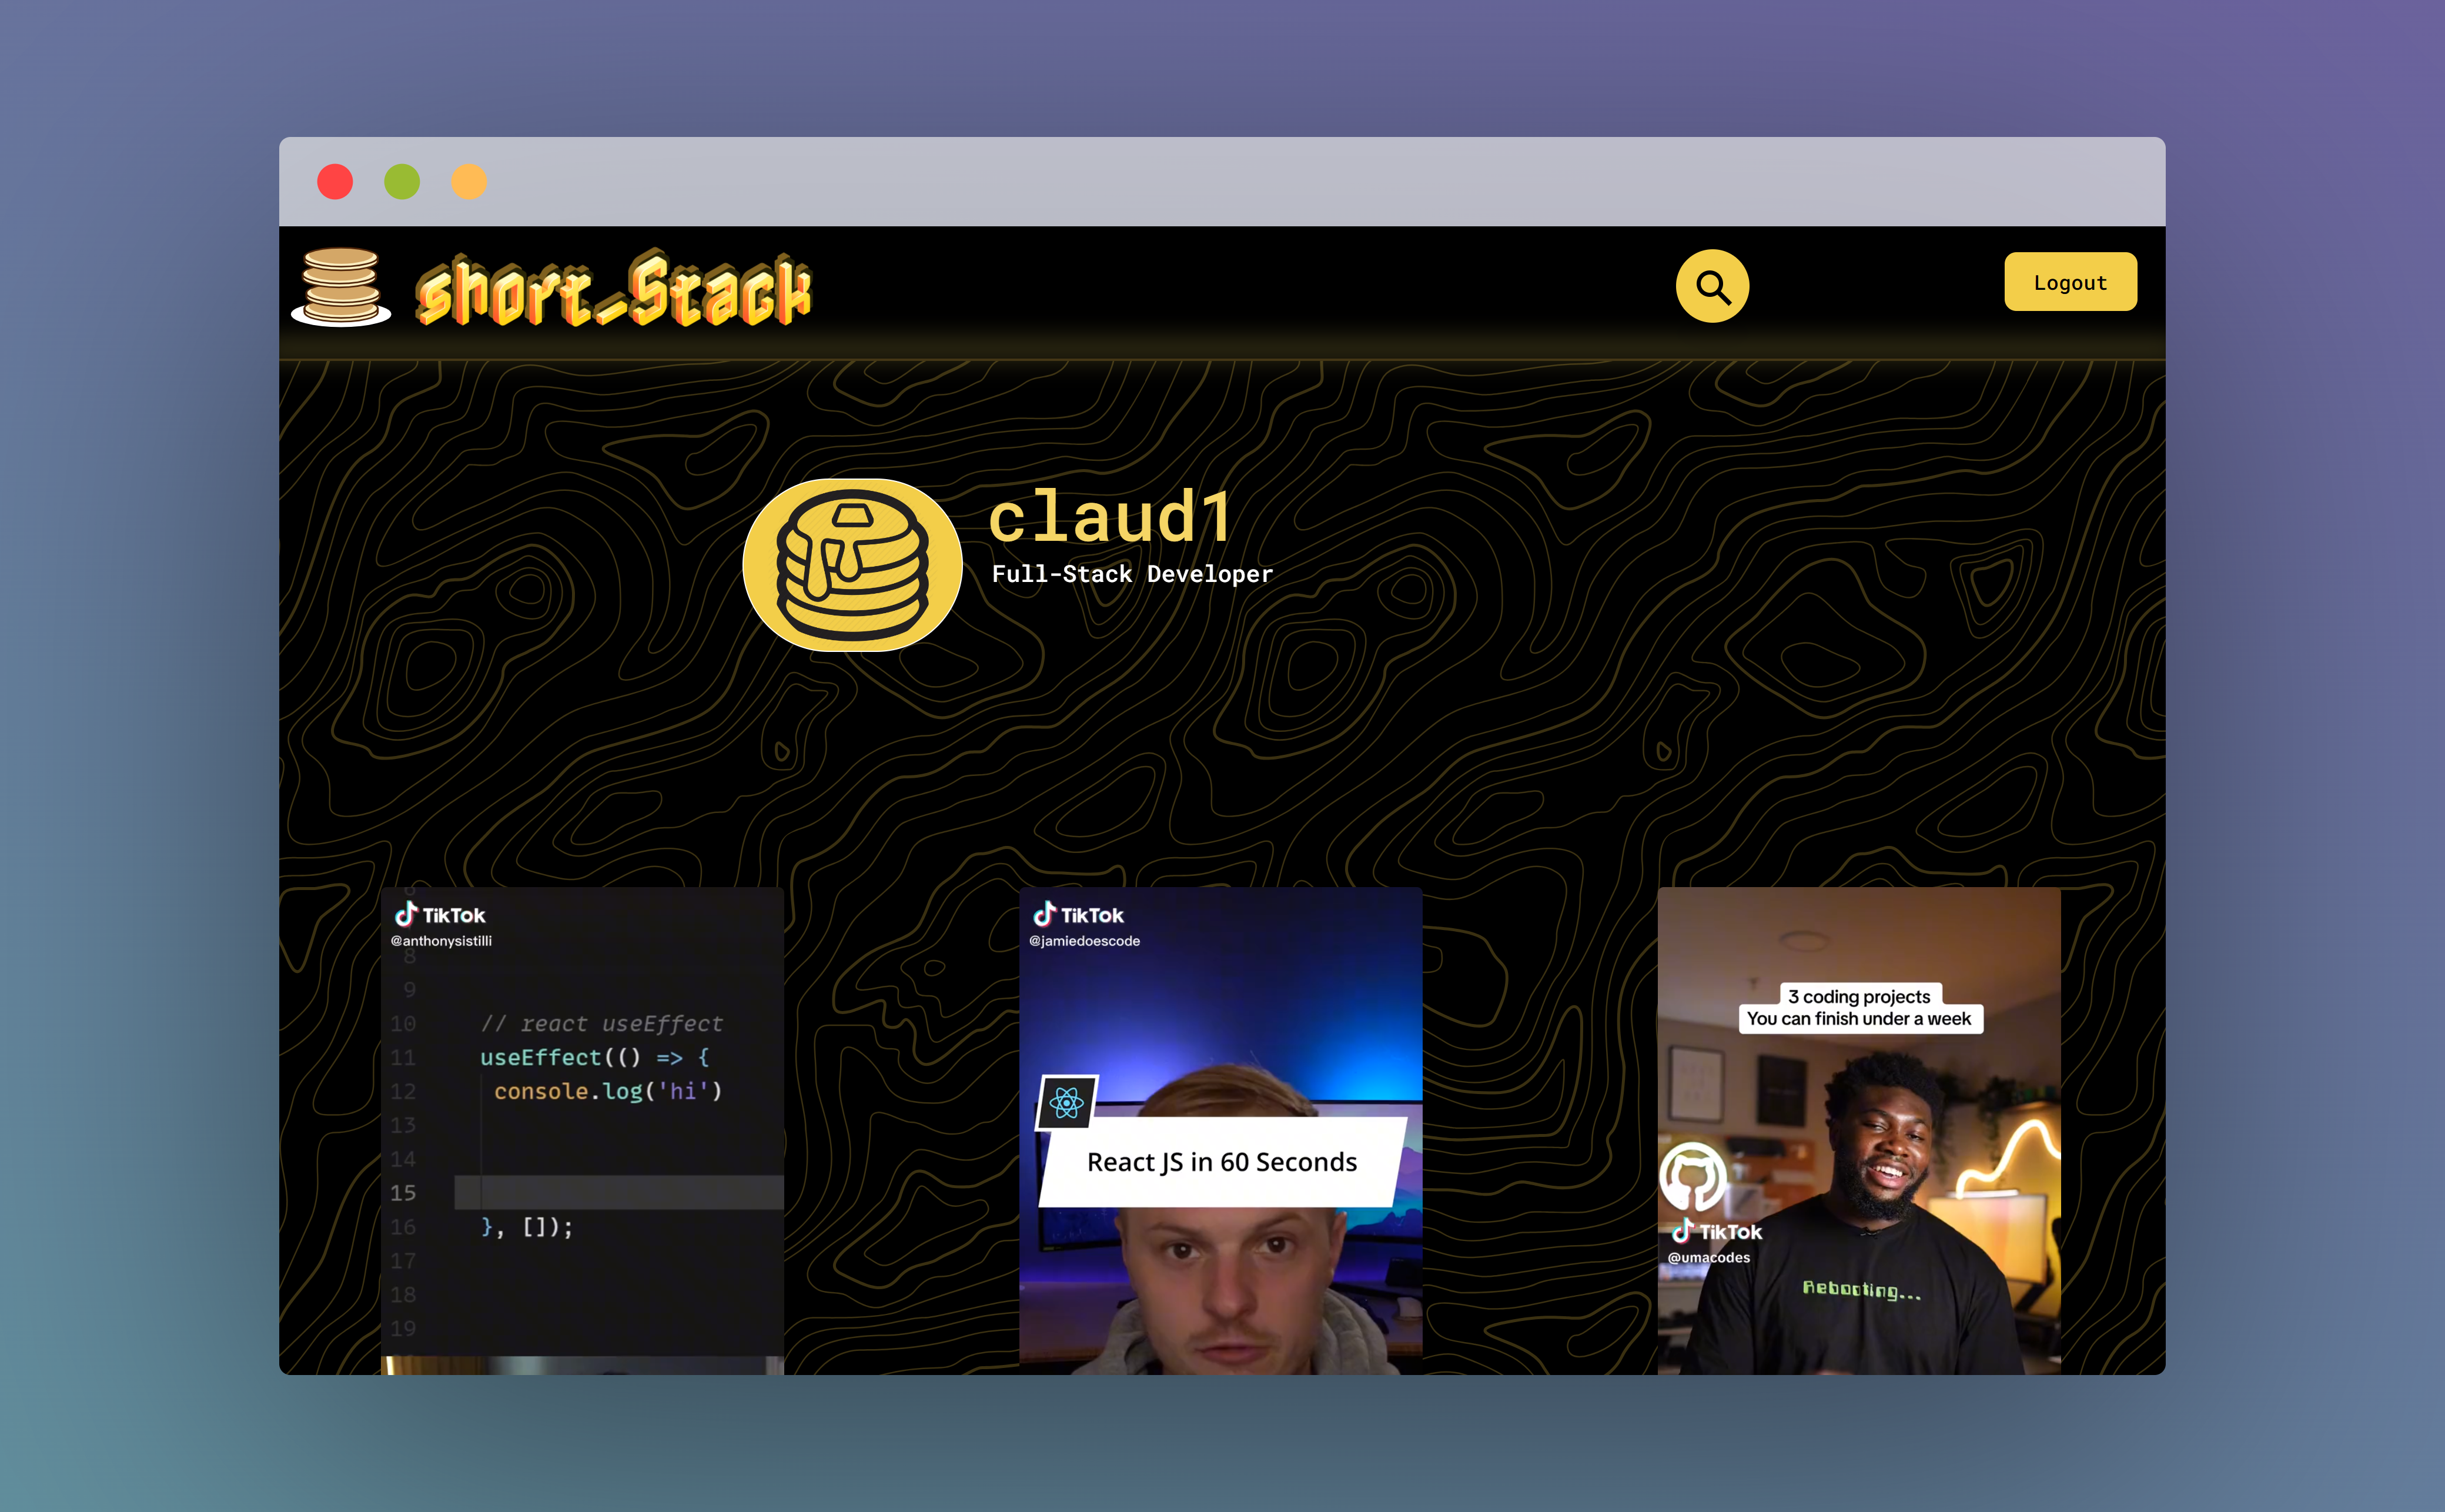 short_Stack
Logout
claud1
Full-Stack Developer
TikTok
@anthonysistilli
8
9
10 // react useEffect
11 useEffect(() => {
12 console.log('hi')
13
14
15
16 }, []);
17
18
19
TikTok
@jamiedoescode
React JS in 60 Seconds
3 coding projects
You can finish under a week
TikTok
@umacodes
Rebooting...